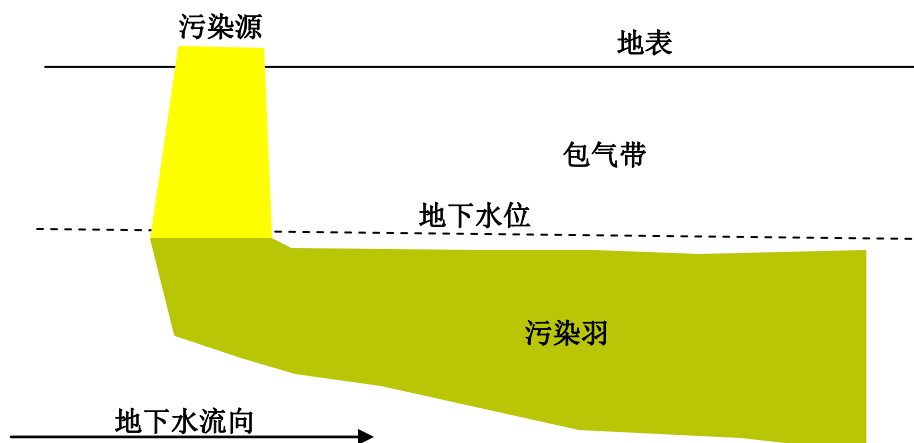 污染源
地表
包气带
地下水位
污染羽
地下水流向